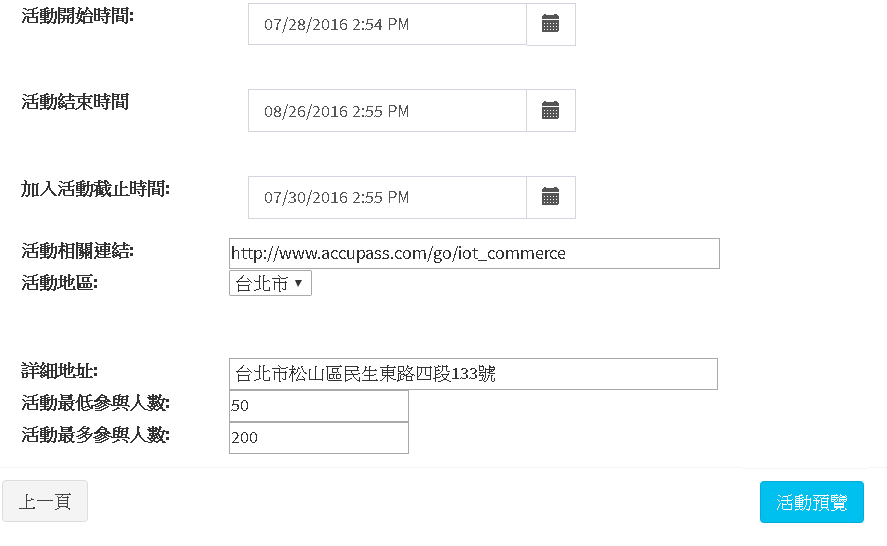 活動開始時間:
07/28/2016 2:54 PM
活動結束時間
08/26/2016 2:55 PM
加入活動截止時間:
07/30/2016 2:55 PM
活動相關連結:
http://www.accupass.com/go/iot_commerce
活動地區:
台北市
詳細地址:
台北市松山區民生東路四段133號
活動最低參與人數:
50
活動最多參與人數:
200
上一頁
活動預覽